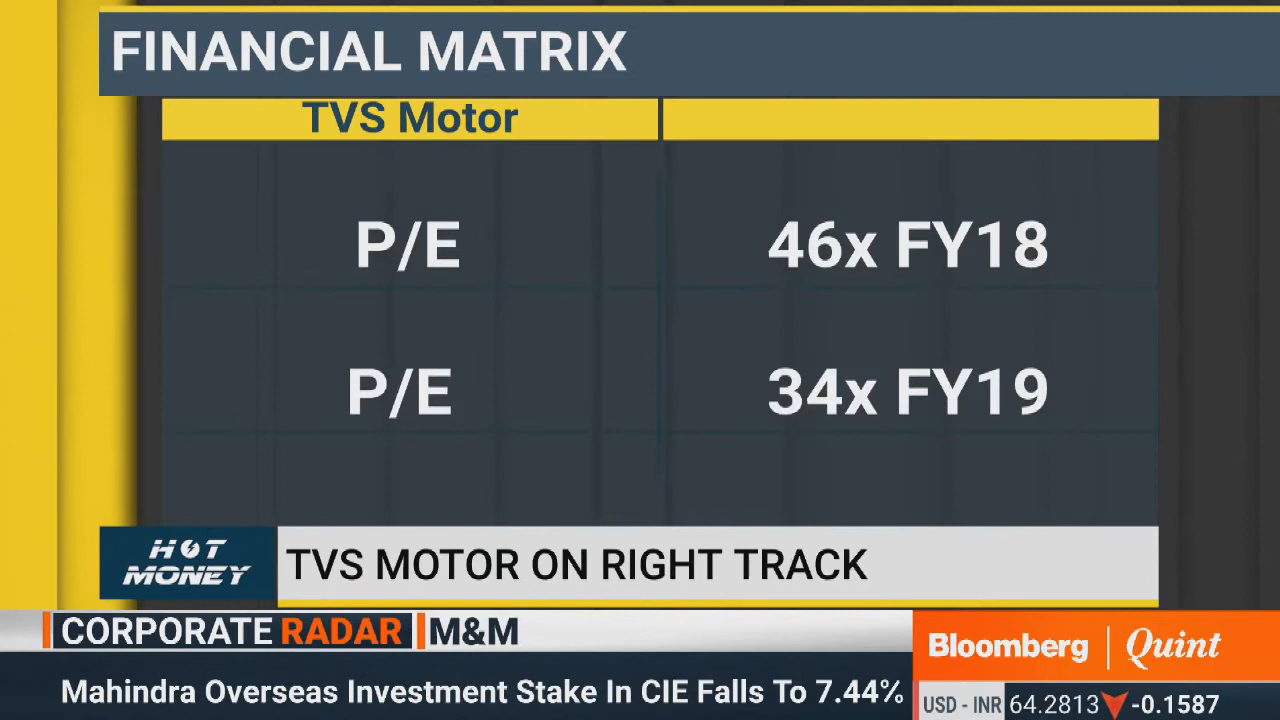 FINANCIAL MATRIX
TVS Motor
P/E 46x FY18
P/E 34x FY19
HOT MONEY
TVS MOTOR ON RIGHT TRACK
CORPORATE RADAR M&M
Mahindra Overseas Investment Stake In CIE Falls To 7.44%
Bloomberg | Quint
USD - INR 64.2813 -0.1587